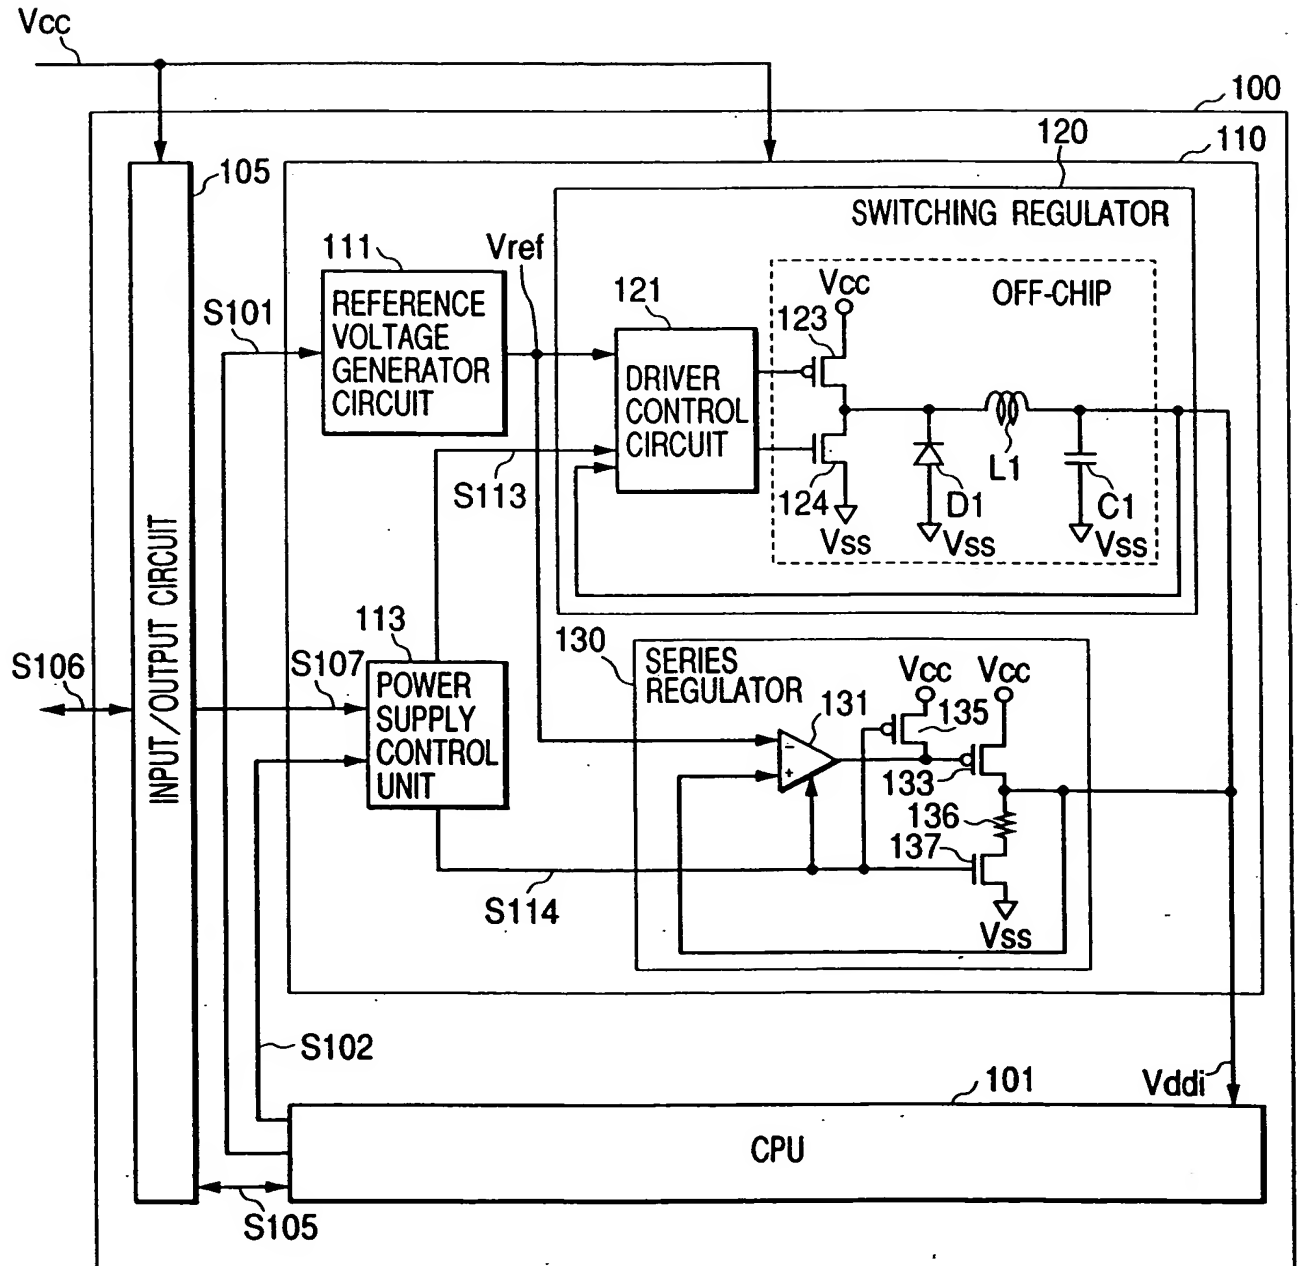 Vcc
100
120
110
105
SWITCHING REGULATOR
111
Vref
OFF-CHIP
Vcc
121
123
S101
REFERENCE
VOLTAGE
GENERATOR
CIRCUIT
DRIVER
CONTROL
CIRCUIT
L1
S113
124
D1
C1
Vss
Vss
Vss
INPUT/OUTPUT CIRCUIT
113
130
SERIES
REGULATOR
S106
S107
POWER
SUPPLY
CONTROL
UNIT
Vcc
Vcc
131
135
-
+
133
136
137
S114
Vss
S102
101
Vddi
CPU
S105